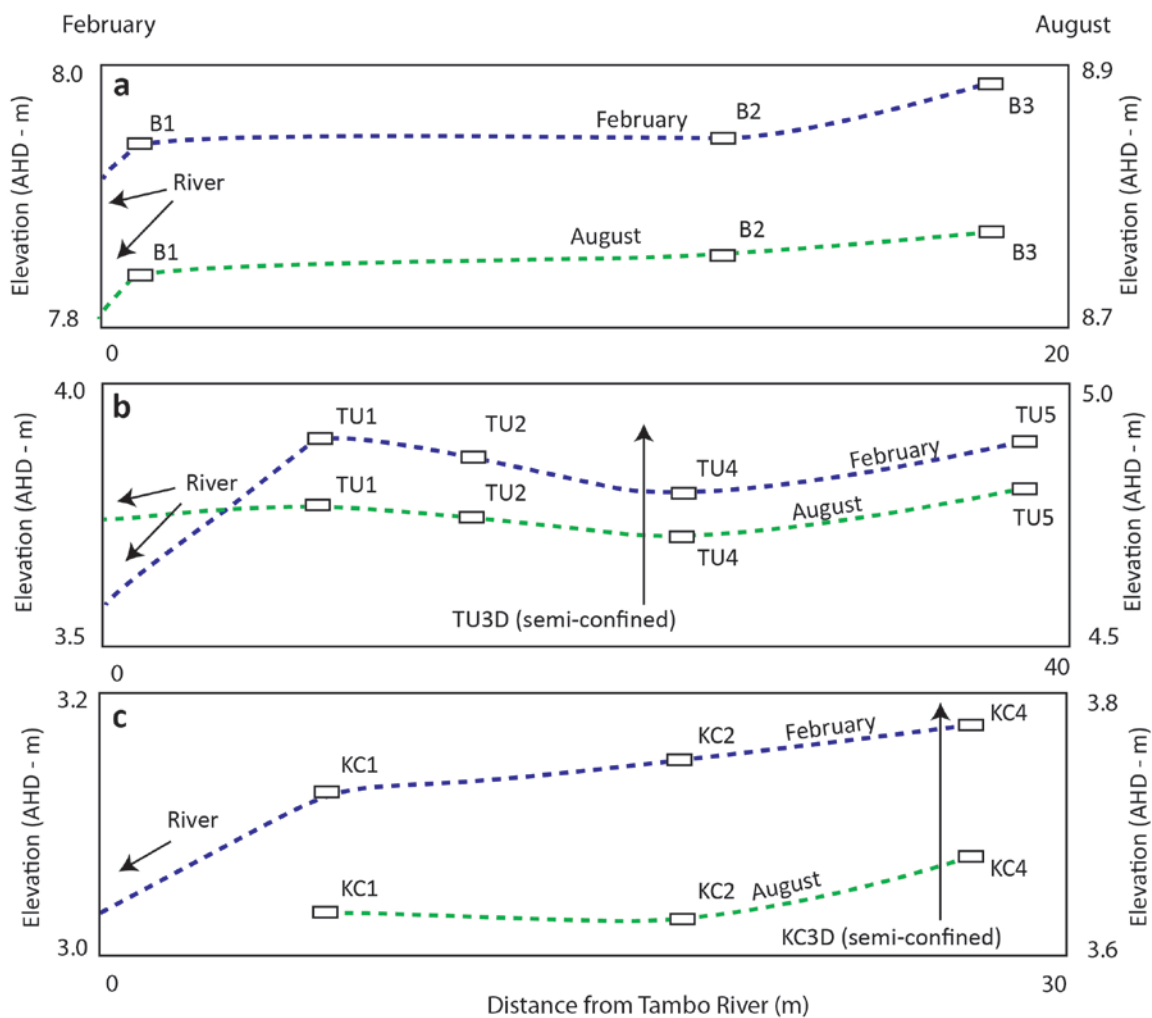 February
August
8.0
a
8.9
B1
February
B2
B3
River
Elevation (AHD - m)
Elevation (AHD - m)
B1
August
B2
B3
7.8
8.7
0
20
4.0
b
5.0
TU1
TU2
TU4
February
TU5
River
Elevation (AHD - m)
Elevation (AHD - m)
TU1
TU2
August
TU5
TU4
TU3D (semi-confined)
3.5
4.5
0
40
3.2
c
3.8
KC1
KC2
February
KC4
River
Elevation (AHD - m)
Elevation (AHD - m)
KC1
KC2
August
KC4
KC3D (semi-confined)
3.0
3.6
0
30
Distance from Tambo River (m)